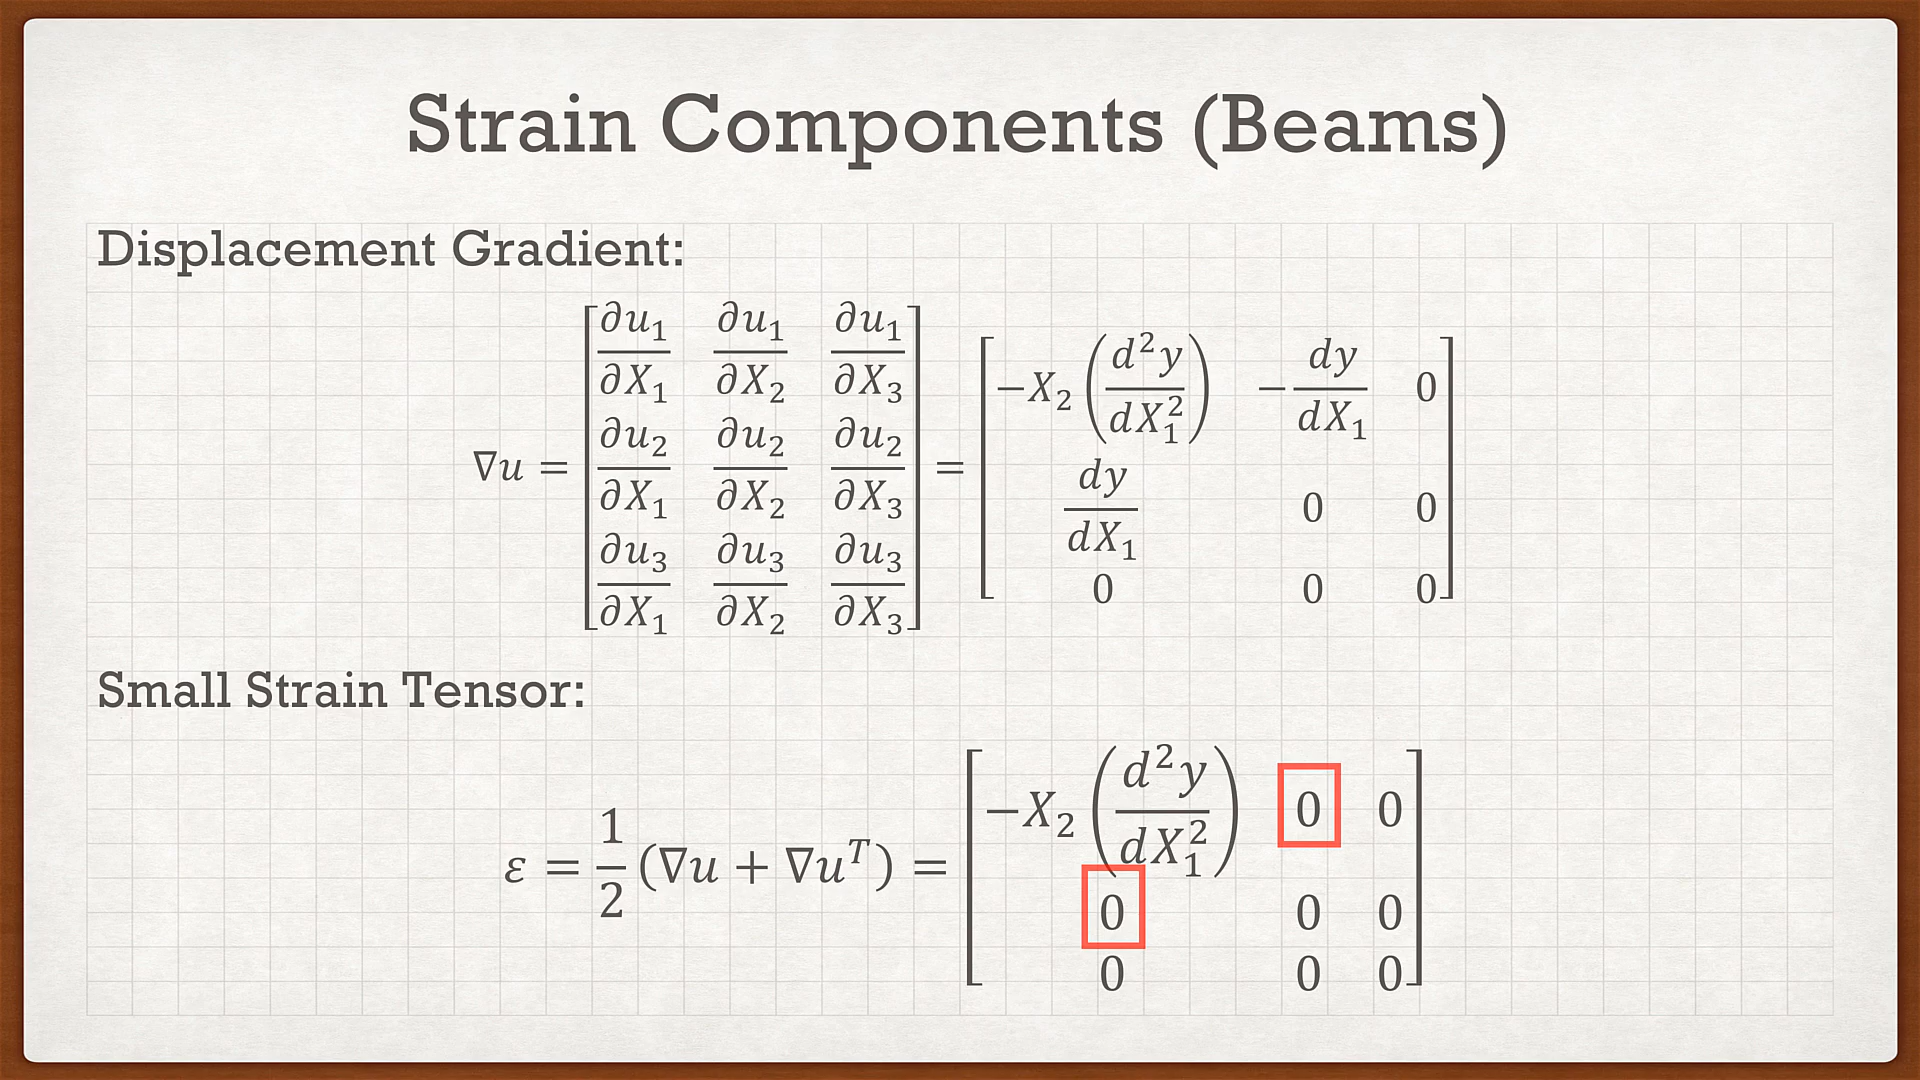 Strain Components (Beams)
Displacement Gradient:
∇u = [∂u₁/∂X₁ ∂u₁/∂X₂ ∂u₁/∂X₃; ∂u₂/∂X₁ ∂u₂/∂X₂ ∂u₂/∂X₃; ∂u₃/∂X₁ ∂u₃/∂X₂ ∂u₃/∂X₃] = [−X₂(d²y/dX₁²) −dy/dX₁ 0; dy/dX₁ 0 0; 0 0 0]
Small Strain Tensor:
ε = 1/2 (∇u + ∇uᵀ) = [−X₂(d²y/dX₁²) 0 0; 0 0 0; 0 0 0]